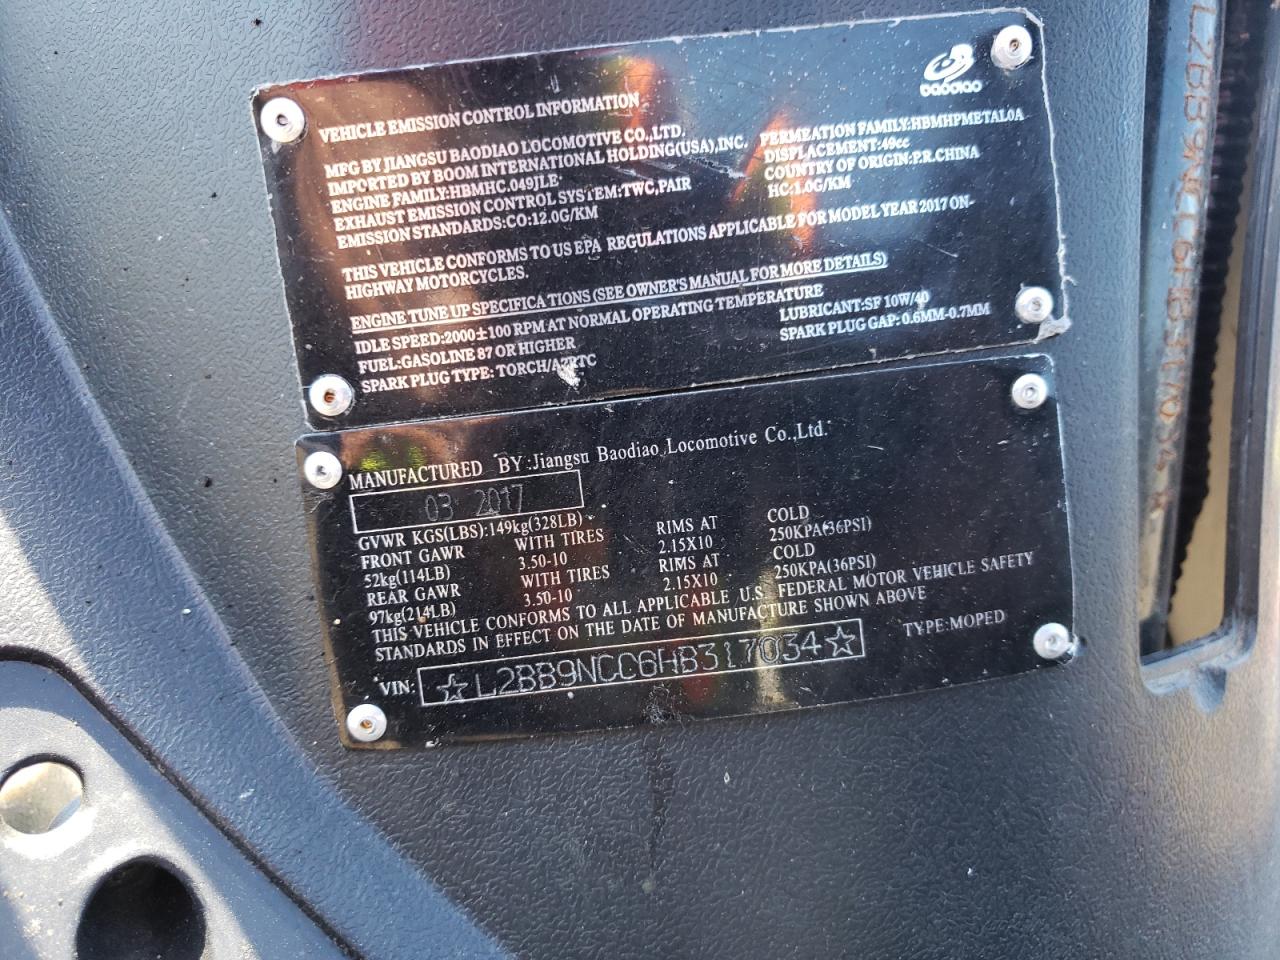 baodiao
VEHICLE EMISSION CONTROL INFORMATION
MFG BY JIANGSU BAODIAO LOCOMOTIVE CO.,LTD. PERMEATION FAMILY:HBMHPMETAL0A
IMPORTED BY BOOM INTERNATIONAL HOLDING(USA),INC. DISPLACEMENT:49cc
ENGINE FAMILY:HBMHC.049JLE COUNTRY OF ORIGIN:P.R.CHINA
EXHAUST EMISSION CONTROL SYSTEM:TWC,PAIR HC:1.0G/KM
EMISSION STANDARDS:CO:12.0G/KM
THIS VEHICLE CONFORMS TO US EPA REGULATIONS APPLICABLE FOR MODEL YEAR 2017 ON-
HIGHWAY MOTORCYCLES.
ENGINE TUNE UP SPECIFICATIONS (SEE OWNER'S MANUAL FOR MORE DETAILS)
IDLE SPEED:2000±100 RPM AT NORMAL OPERATING TEMPERATURE
FUEL:GASOLINE 87 OR HIGHER LUBRICANT:SF 10W/40
SPARK PLUG TYPE: TORCH/A7RTC SPARK PLUG GAP: 0.6MM-0.7MM
MANUFACTURED BY:Jiangsu Baodiao Locomotive Co.,Ltd.
03 2017
GVWR KGS(LBS):149kg(328LB)
FRONT GAWR WITH TIRES RIMS AT COLD
52kg(114LB) 3.50-10 2.15X10 250KPA(36PSI)
REAR GAWR WITH TIRES RIMS AT COLD
97kg(214LB) 3.50-10 2.15X10 250KPA(36PSI)
THIS VEHICLE CONFORMS TO ALL APPLICABLE U.S. FEDERAL MOTOR VEHICLE SAFETY
STANDARDS IN EFFECT ON THE DATE OF MANUFACTURE SHOWN ABOVE
VIN: ☆L2BB9NCC6HB317034☆ TYPE:MOPED
L2BB9NCC6HB317034